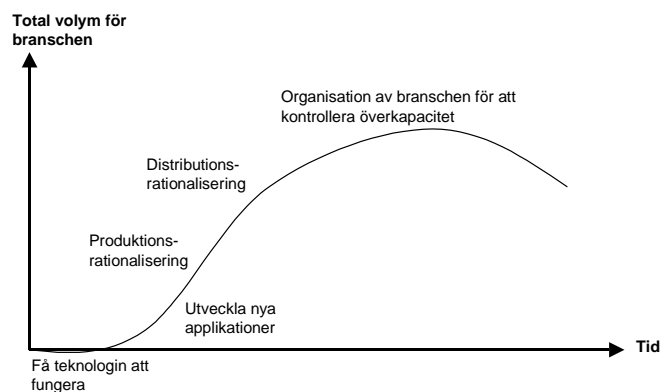 Total volym för
branschen
Organisation av branschen för att
kontrollera överkapacitet
Distributions-
rationalisering
Produktions-
rationalisering
Utveckla nya
applikationer
Tid
Få teknologin att
fungera